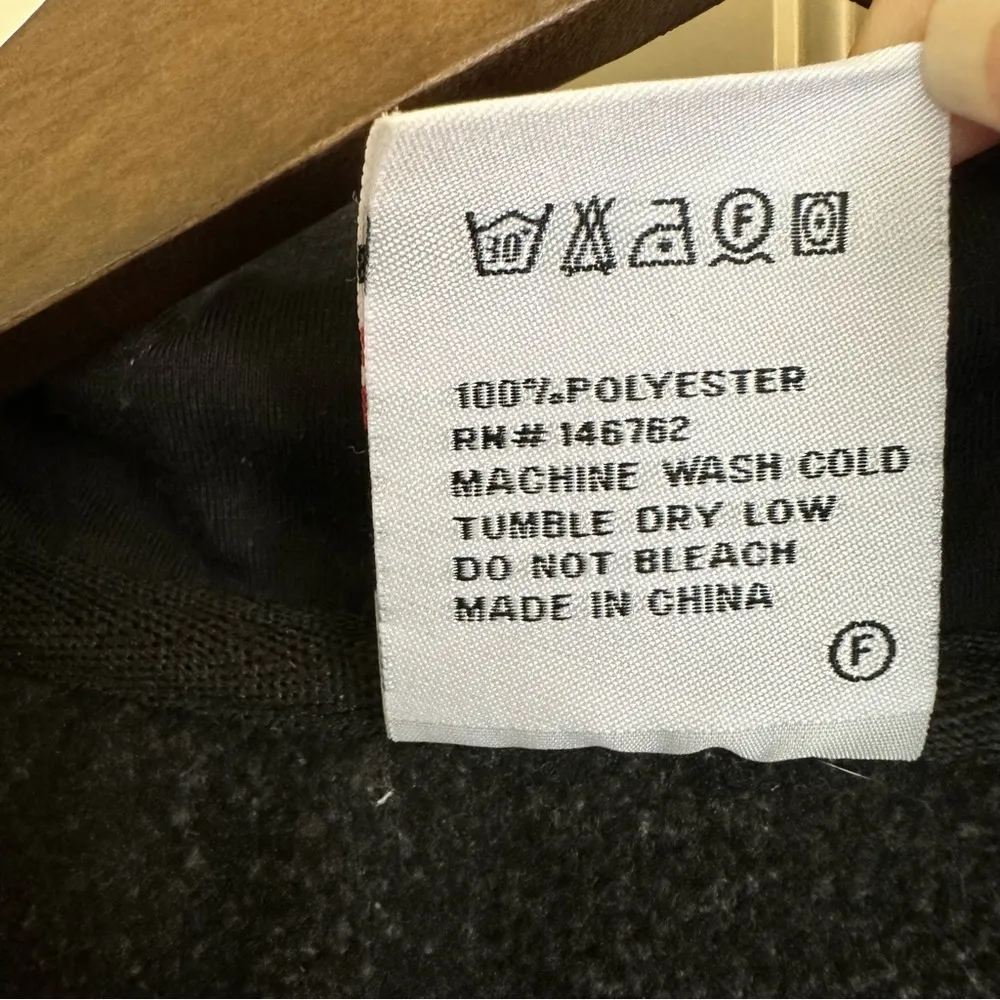 30 F
100%POLYESTER
RN# 146762
MACHINE WASH COLD
TUMBLE DRY LOW
DO NOT BLEACH
MADE IN CHINA
F